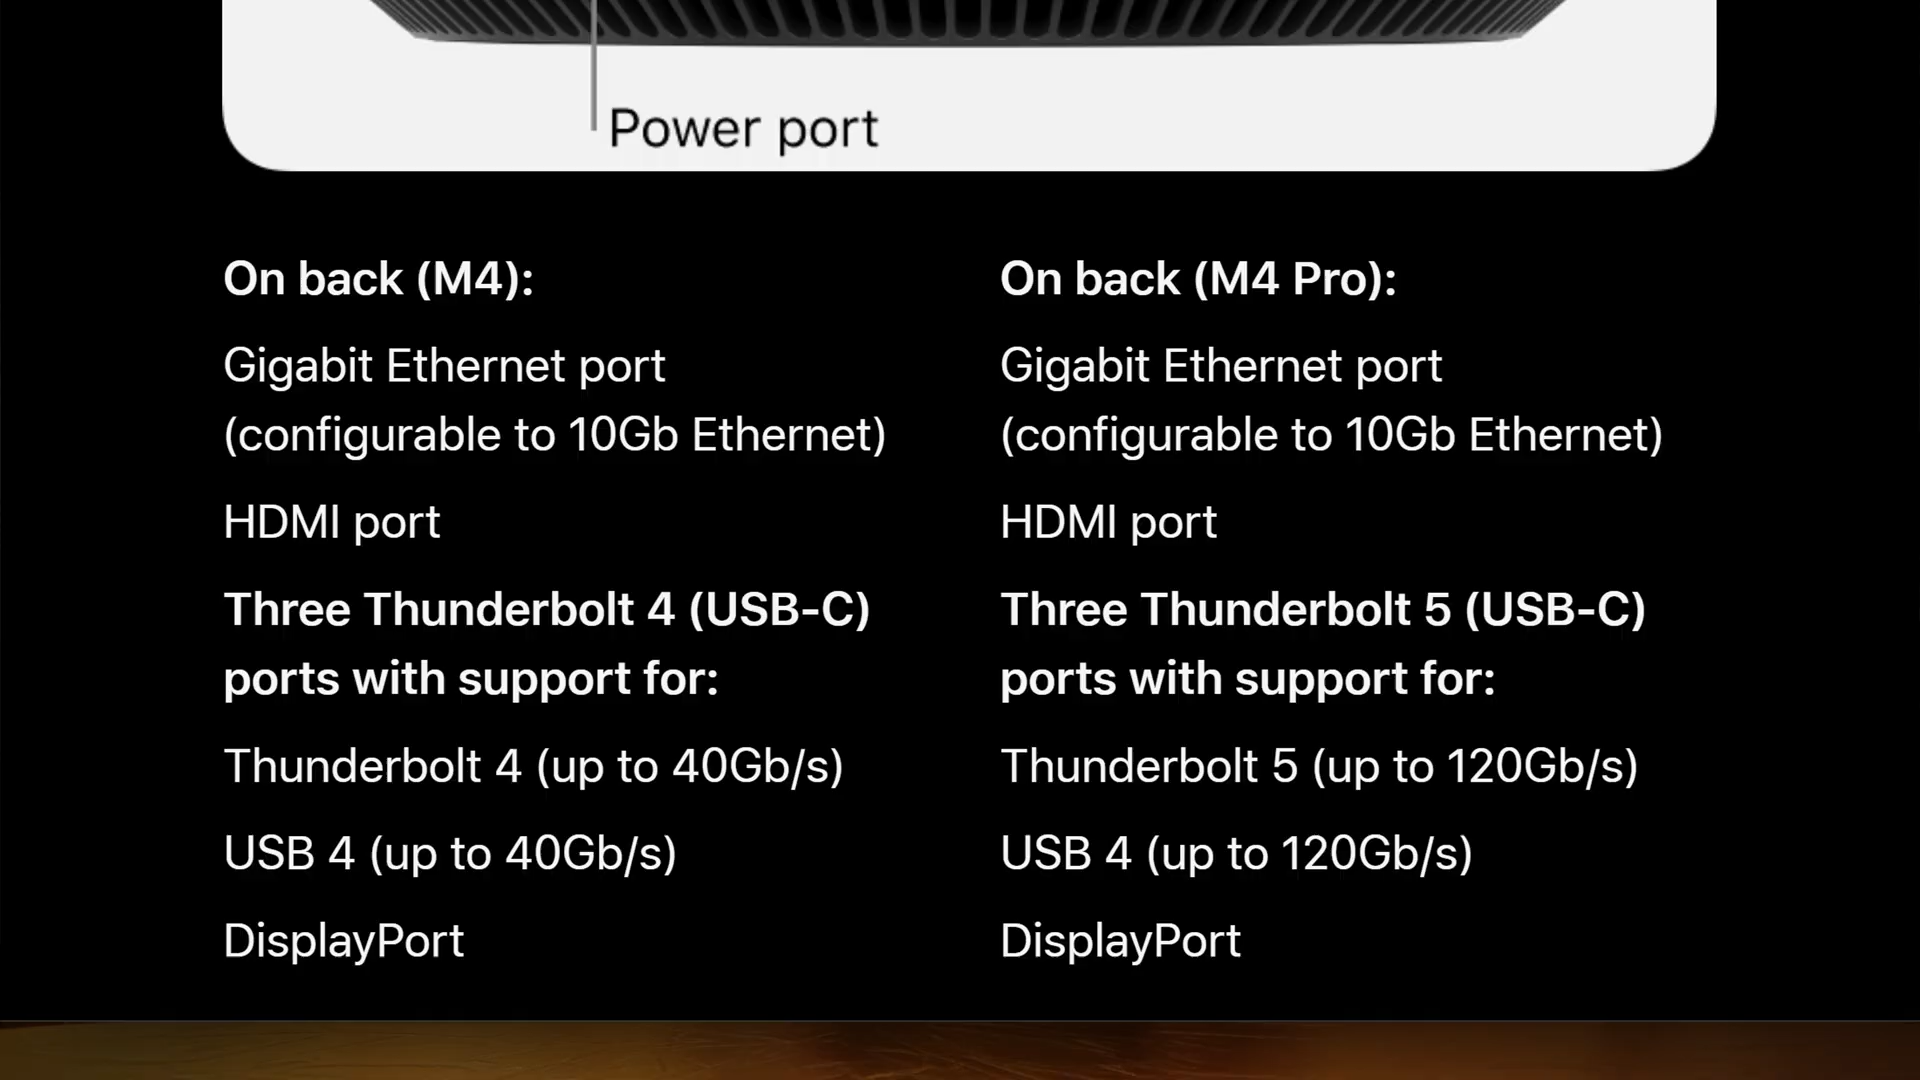 Power port
On back (M4):
Gigabit Ethernet port
(configurable to 10Gb Ethernet)
HDMI port
Three Thunderbolt 4 (USB-C)
ports with support for:
Thunderbolt 4 (up to 40Gb/s)
USB 4 (up to 40Gb/s)
DisplayPort
On back (M4 Pro):
Gigabit Ethernet port
(configurable to 10Gb Ethernet)
HDMI port
Three Thunderbolt 5 (USB-C)
ports with support for:
Thunderbolt 5 (up to 120Gb/s)
USB 4 (up to 120Gb/s)
DisplayPort